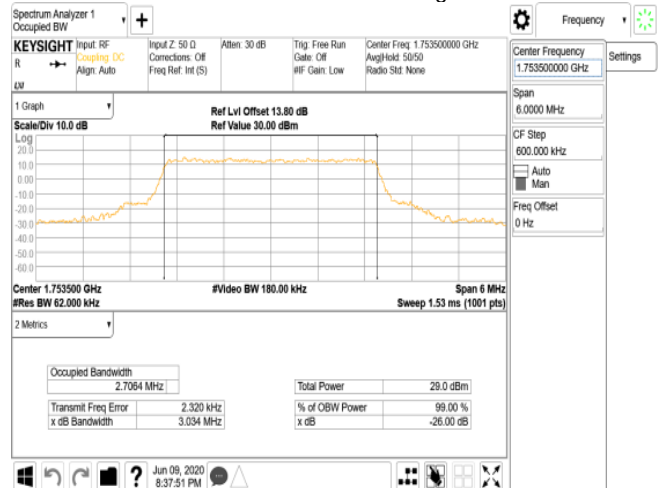 Spectrum Analyzer 1
Occupied BW
Frequency
KEYSIGHT
R
Input: RF
Coupling: DC
Align: Auto
Input Z: 50 Ω
Corrections: Off
Freq Ref: Int (S)
Atten: 30 dB
Trig: Free Run
Gate: Off
#IF Gain: Low
Center Freq: 1.753500000 GHz
Avg|Hold: 50/50
Radio Std: None
Center Frequency
1.753500000 GHz
Settings
Span
6.0000 MHz
CF Step
600.000 kHz
Auto
Man
Freq Offset
0 Hz
1 Graph
Scale/Div 10.0 dB
Ref Lvl Offset 13.80 dB
Ref Value 30.00 dBm
Log
20.0
10.0
0.00
-10.0
-20.0
-30.0
-40.0
-50.0
-60.0
Center 1.753500 GHz
#Res BW 62.000 kHz
#Video BW 180.00 kHz
Span 6 MHz
Sweep 1.53 ms (1001 pts)
2 Metrics
Occupied Bandwidth
2.7064 MHz
Transmit Freq Error 2.320 kHz
x dB Bandwidth 3.034 MHz
Total Power 29.0 dBm
% of OBW Power 99.00 %
x dB -26.00 dB
?
Jun 09, 2020
8:37:51 PM